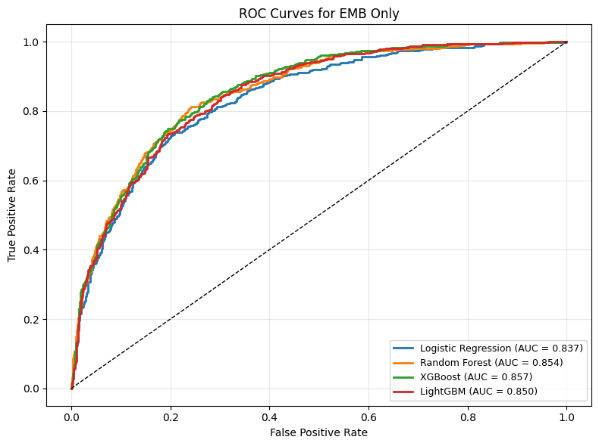 ROC Curves for EMB Only
True Positive Rate
1.0
0.8
0.6
0.4
0.2
0.0
0.0 0.2 0.4 0.6 0.8 1.0
False Positive Rate
Logistic Regression (AUC = 0.837)
Random Forest (AUC = 0.854)
XGBoost (AUC = 0.857)
LightGBM (AUC = 0.850)